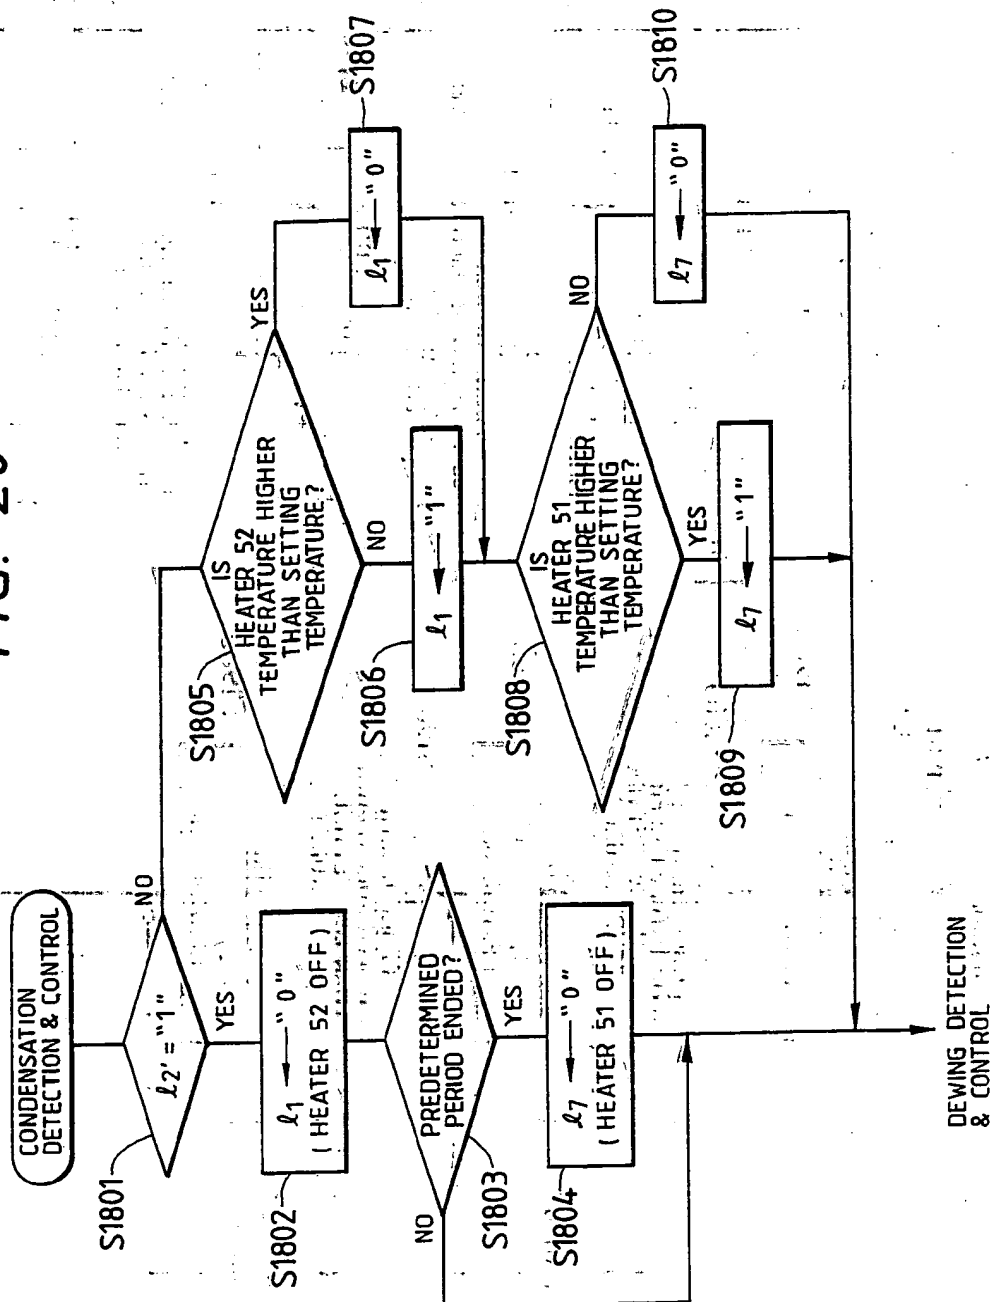 CONDENSATION
DETECTION & CONTROL
S1801
ℓ2' = "1"
NO
YES
S1802
ℓ1 ← "0"
( HEATER 52 OFF )
S1803
PREDETERMINED
PERIOD ENDED?
NO
YES
S1804
ℓ7 ← "0"
( HEATER 51 OFF )
S1805
IS
HEATER 52
TEMPERATURE HIGHER
THAN SETTING
TEMPERATURE?
YES
NO
S1806
ℓ1 ← "1"
S1807
ℓ1 ← "0"
S1808
IS
HEATER 51
TEMPERATURE HIGHER
THAN SETTING
TEMPERATURE?
NO
YES
S1809
ℓ7 ← "1"
S1810
ℓ7 ← "0"
DEWING DETECTION
& CONTROL